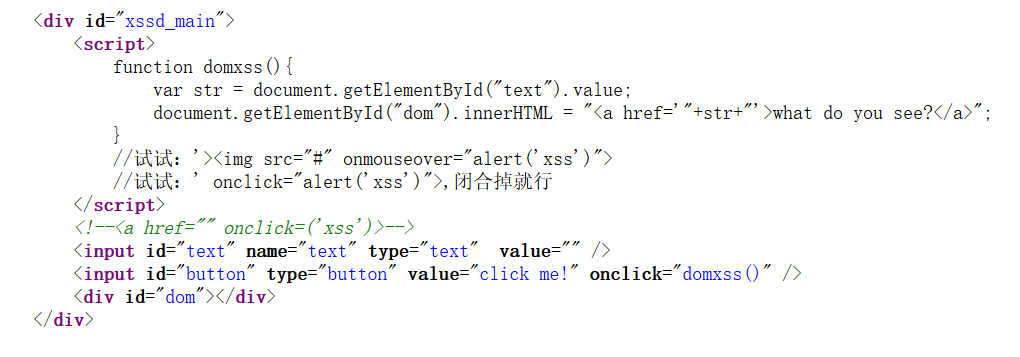 <div id="xssd_main">
<script>
function domxss(){
var str = document.getElementById("text").value;
document.getElementById("dom").innerHTML = "<a href='"+str+"'>what do you see?</a>";
}
//试试：'><img src="#" onmouseover="alert('xss')">
//试试：' onclick="alert('xss')">,闭合掉就行
</script>
<!--<a href="" onclick=('xss')>-->
<input id="text" name="text" type="text"  value="" />
<input id="button" type="button" value="click me!" onclick="domxss()" />
<div id="dom"></div>
</div>